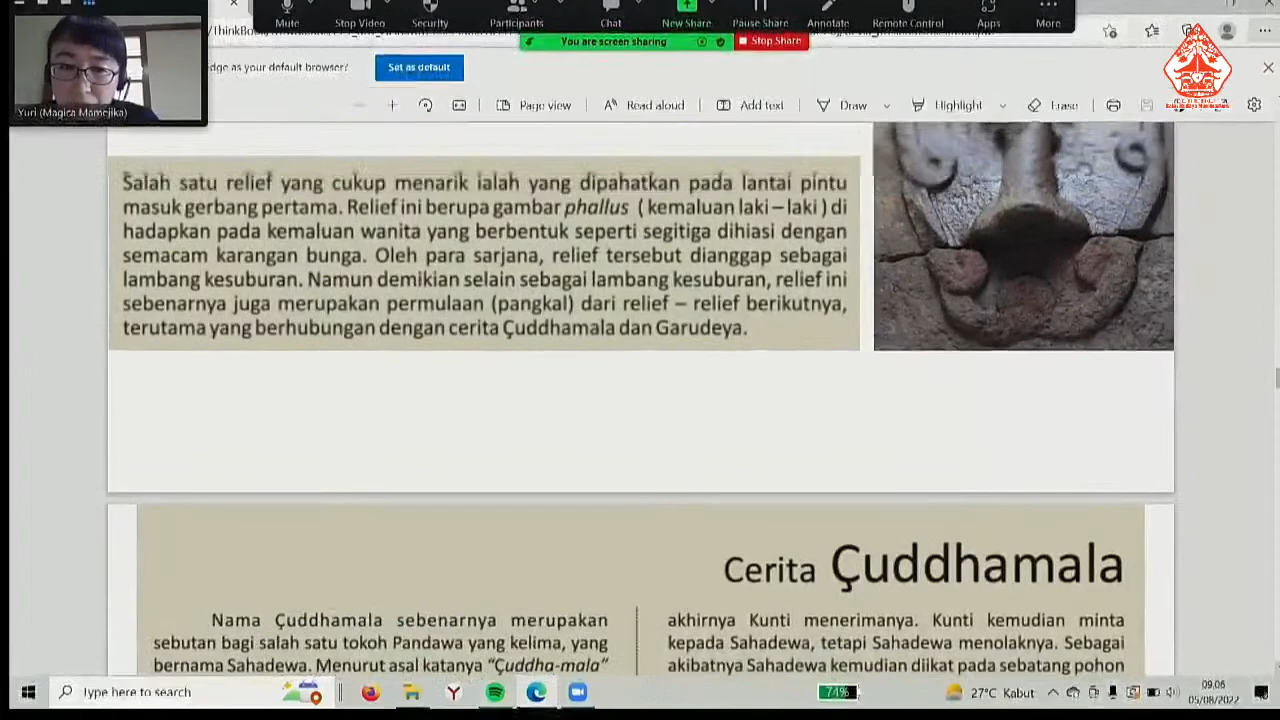 Mute
Stop Video
Security
Participants
Chat
New Share
Pause Share
Annotate
Remote Control
Apps
More
You are screen sharing
Stop Share
Yuri (Magica Mamejika)
dge as your default browser?
Set as default
Page view
Read aloud
Add text
Draw
Highlight
Erase
Salah satu relief yang cukup menarik ialah yang dipahatkan pada lantai pintu
masuk gerbang pertama. Relief ini berupa gambar phallus ( kemaluan laki – laki ) di
hadapkan pada kemaluan wanita yang berbentuk seperti segitiga dihiasi dengan
semacam karangan bunga. Oleh para sarjana, relief tersebut dianggap sebagai
lambang kesuburan. Namun demikian selain sebagai lambang kesuburan, relief ini
sebenarnya juga merupakan permulaan (pangkal) dari relief – relief berikutnya,
terutama yang berhubungan dengan cerita Çuddhamala dan Garudeya.
Cerita Çuddhamala
Nama Çuddhamala sebenarnya merupakan
sebutan bagi salah satu tokoh Pandawa yang kelima, yang
bernama Sahadewa. Menurut asal katanya "Çuddha-mala"
akhirnya Kunti menerimanya. Kunti kemudian minta
kepada Sahadewa, tetapi Sahadewa menolaknya. Sebagai
akibatnya Sahadewa kemudian diikat pada sebatang pohon
Type here to search
74%
27°C Kabut
09.06
05/08/2022